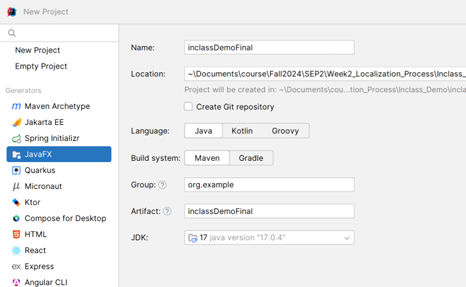 New Project
New Project
Empty Project
Generators
Maven Archetype
Jakarta EE
Spring Initializr
JavaFX
Quarkus
Micronaut
Ktor
Compose for Desktop
HTML
React
Express
Angular CLI
Name: inclassDemoFinal
Location: ~\Documents\course\Fall2024\SEP2\Week2_Localization_Process\Inclass_
Project will be created in: ~\Documents\cou...tion_Process\Inclass_Demo\incla
Create Git repository
Language: Java Kotlin Groovy
Build system: Maven Gradle
Group: org.example
Artifact: inclassDemoFinal
JDK: 17 java version "17.0.4"